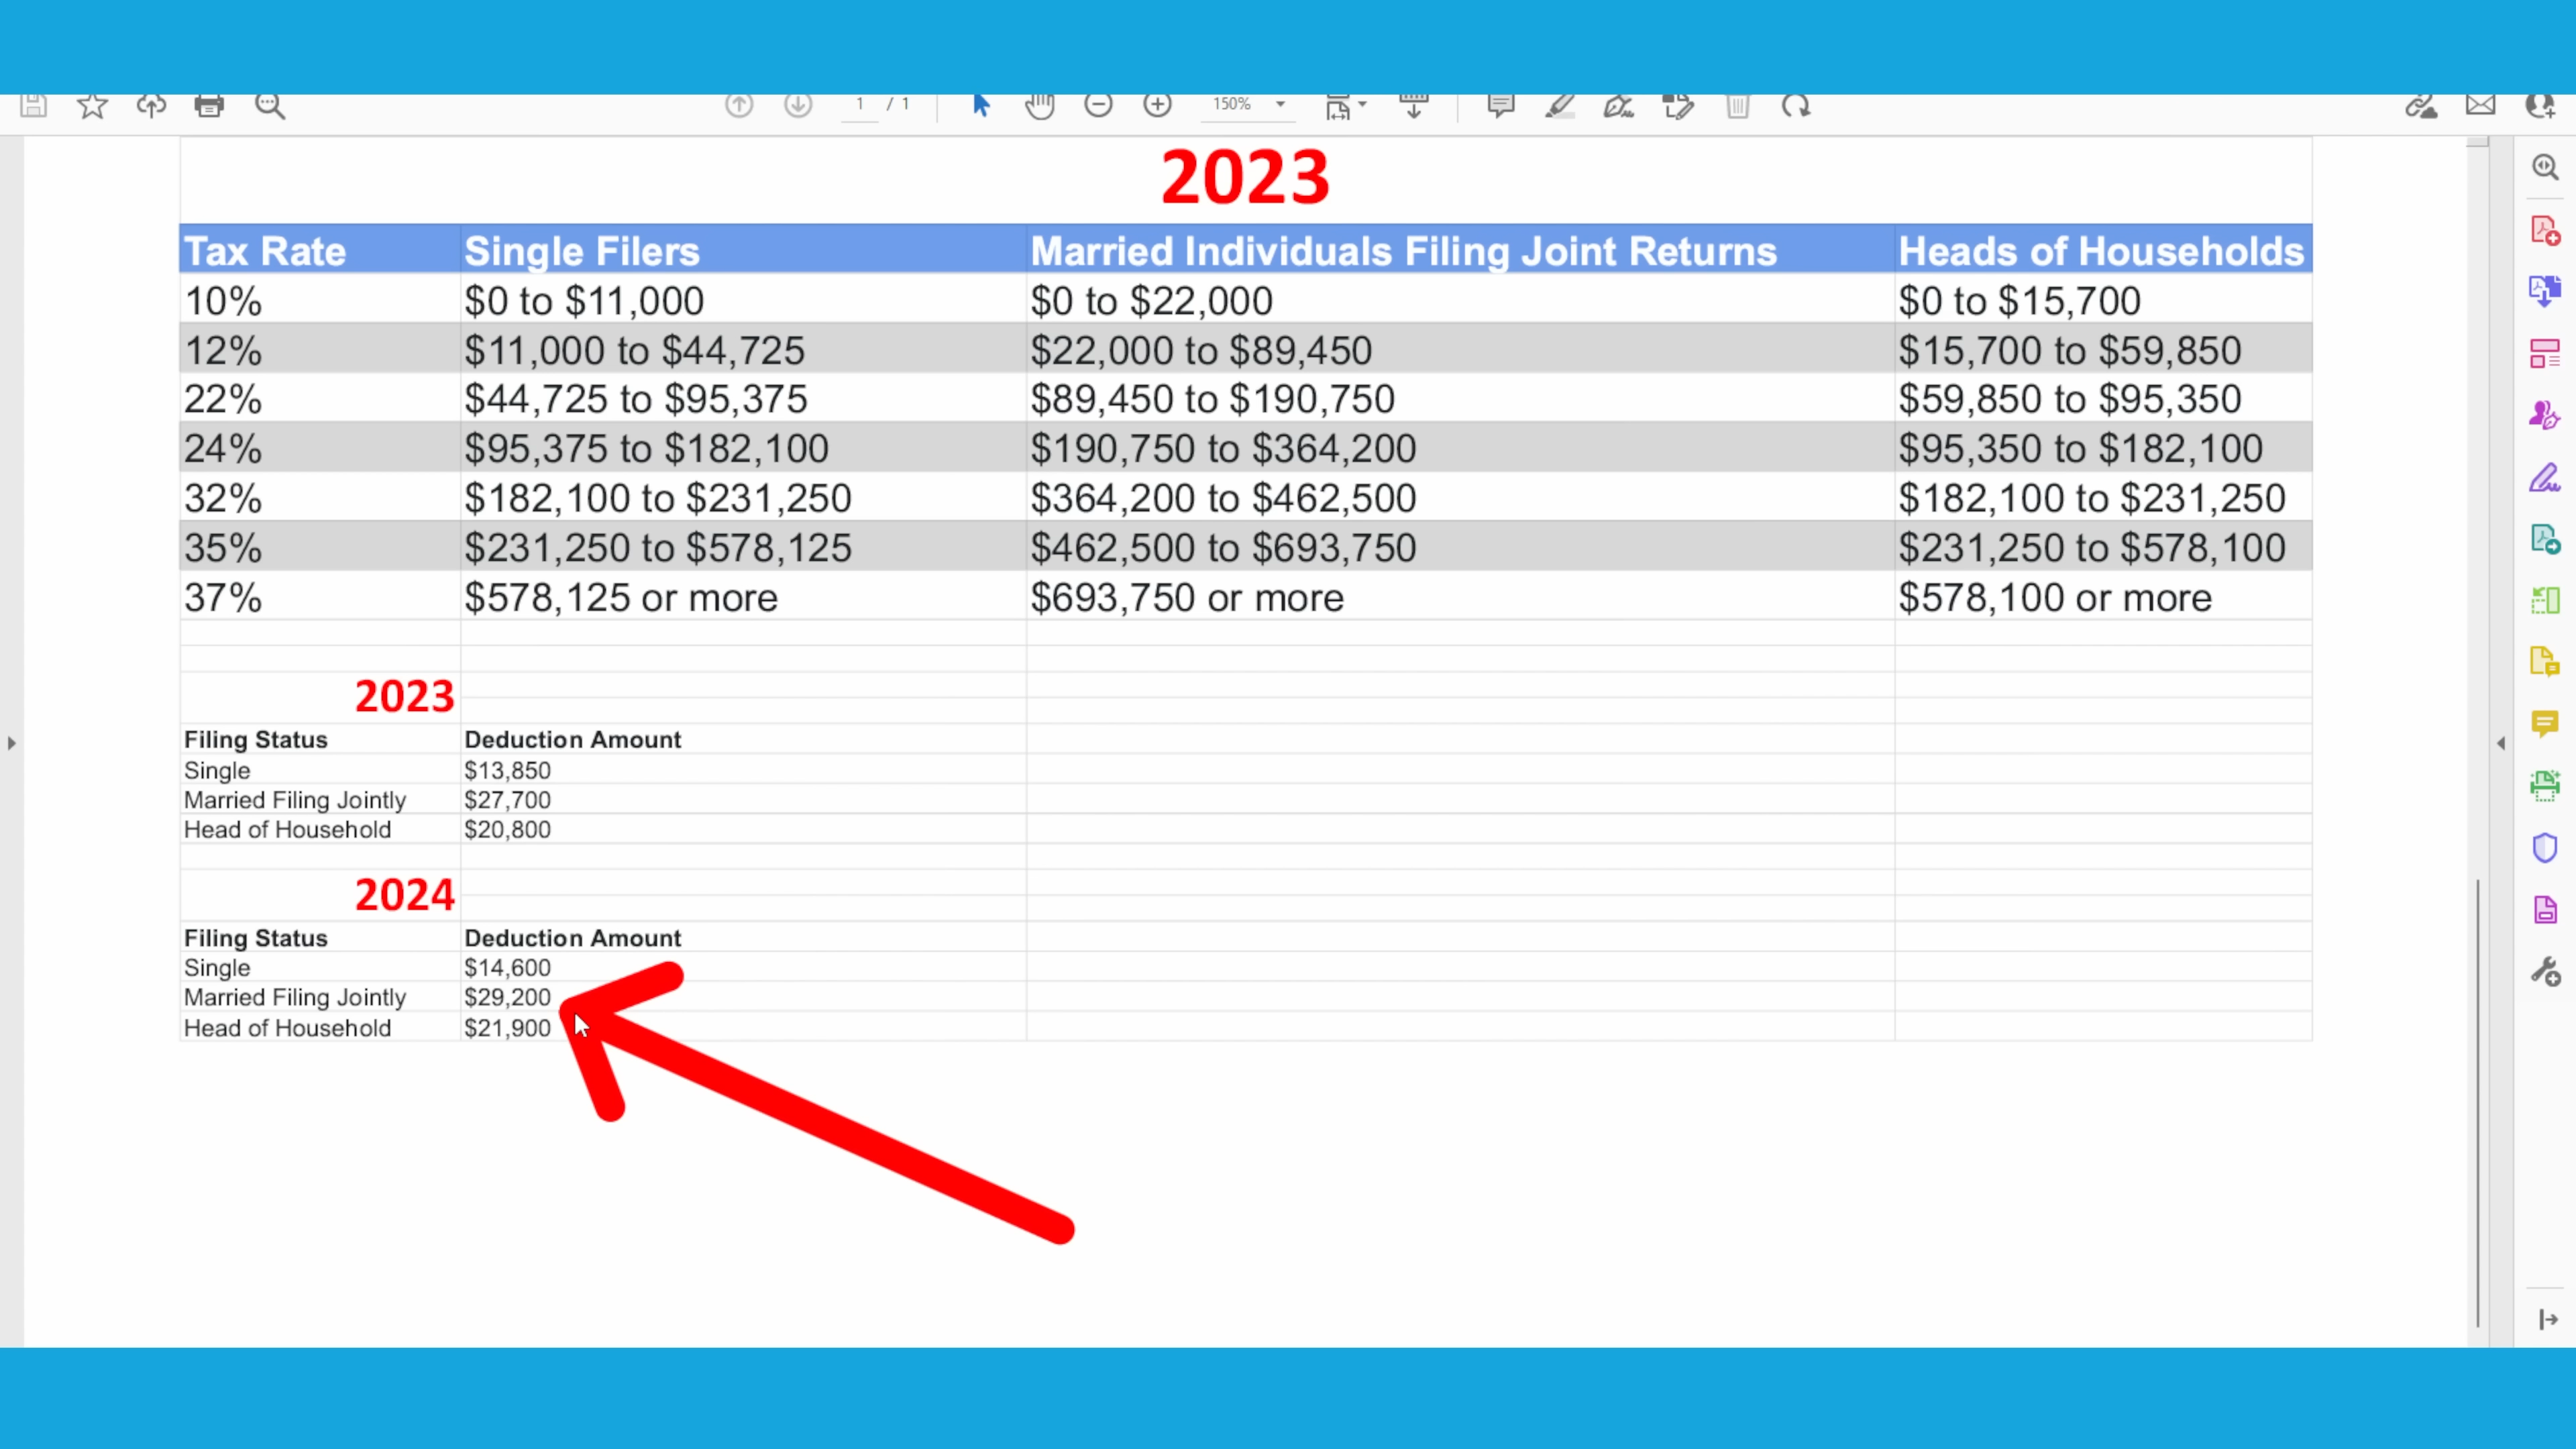 1 / 1
150%
2023
Tax Rate Single Filers Married Individuals Filing Joint Returns Heads of Households
10% $0 to $11,000 $0 to $22,000 $0 to $15,700
12% $11,000 to $44,725 $22,000 to $89,450 $15,700 to $59,850
22% $44,725 to $95,375 $89,450 to $190,750 $59,850 to $95,350
24% $95,375 to $182,100 $190,750 to $364,200 $95,350 to $182,100
32% $182,100 to $231,250 $364,200 to $462,500 $182,100 to $231,250
35% $231,250 to $578,125 $462,500 to $693,750 $231,250 to $578,100
37% $578,125 or more $693,750 or more $578,100 or more
2023
Filing Status Deduction Amount
Single $13,850
Married Filing Jointly $27,700
Head of Household $20,800
2024
Filing Status Deduction Amount
Single $14,600
Married Filing Jointly $29,200
Head of Household $21,900